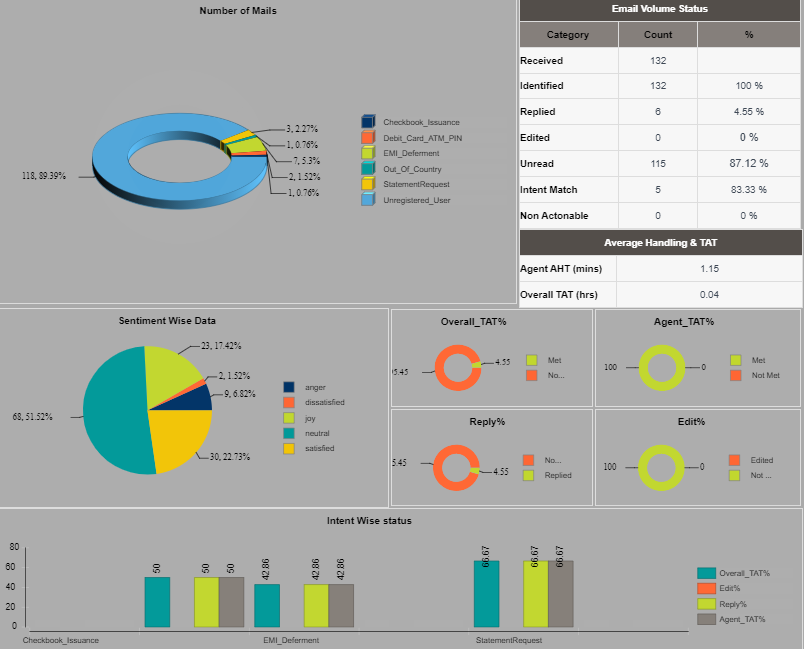 Number of Mails
3, 2.27%
1, 0.76%
7, 5.3%
2, 1.52%
1, 0.76%
118, 89.39%
Checkbook_Issuance
Debit_Card_ATM_PIN
EMI_Deferment
Out_Of_Country
StatementRequest
Unregistered_User
Email Volume Status
Category Count %
Received 132
Identified 132 100 %
Replied 6 4.55 %
Edited 0 0 %
Unread 115 87.12 %
Intent Match 5 83.33 %
Non Actonable 0 0 %
Average Handling & TAT
Agent AHT (mins) 1.15
Overall TAT (hrs) 0.04
Sentiment Wise Data
23, 17.42%
2, 1.52%
9, 6.82%
68, 51.52%
30, 22.73%
anger
dissatisfied
joy
neutral
satisfied
Overall_TAT%
5.45
4.55
Met
No...
Agent_TAT%
100
0
Met
Not Met
Reply%
5.45
4.55
No...
Replied
Edit%
100
0
Edited
Not ...
Intent Wise status
80
60
40
20
0
50 50 50 42.86 42.86 42.86 66.67 66.67 66.67
Checkbook_Issuance EMI_Deferment StatementRequest
Overall_TAT%
Edit%
Reply%
Agent_TAT%